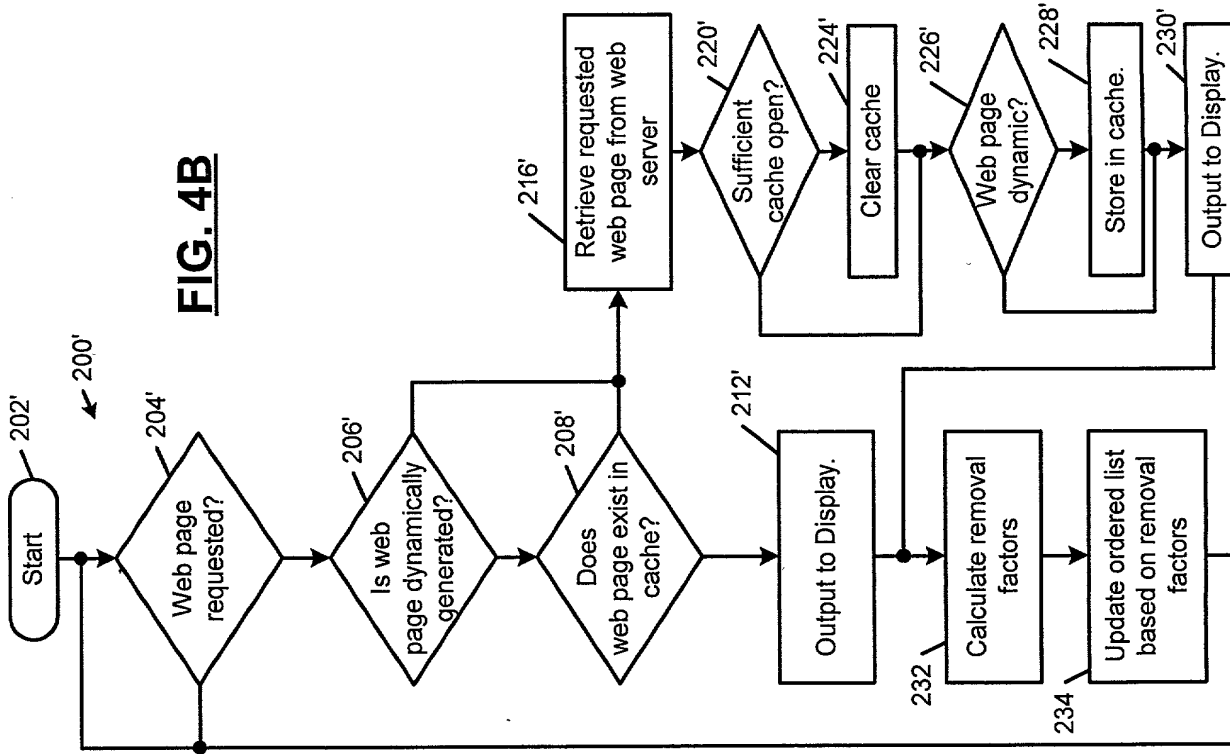 FIG. 4B
200'
202'
Start
204'
Web page
requested?
206'
Is web
page dynamically
generated?
208'
Does
web page exist in
cache?
212'
Output to Display.
232
Calculate removal
factors
234
Update ordered list
based on removal
factors
216'
Retrieve requested
web page from web
server
220'
Sufficient
cache open?
224'
Clear cache
226'
Web page
dynamic?
228'
Store in cache.
230'
Output to Display.